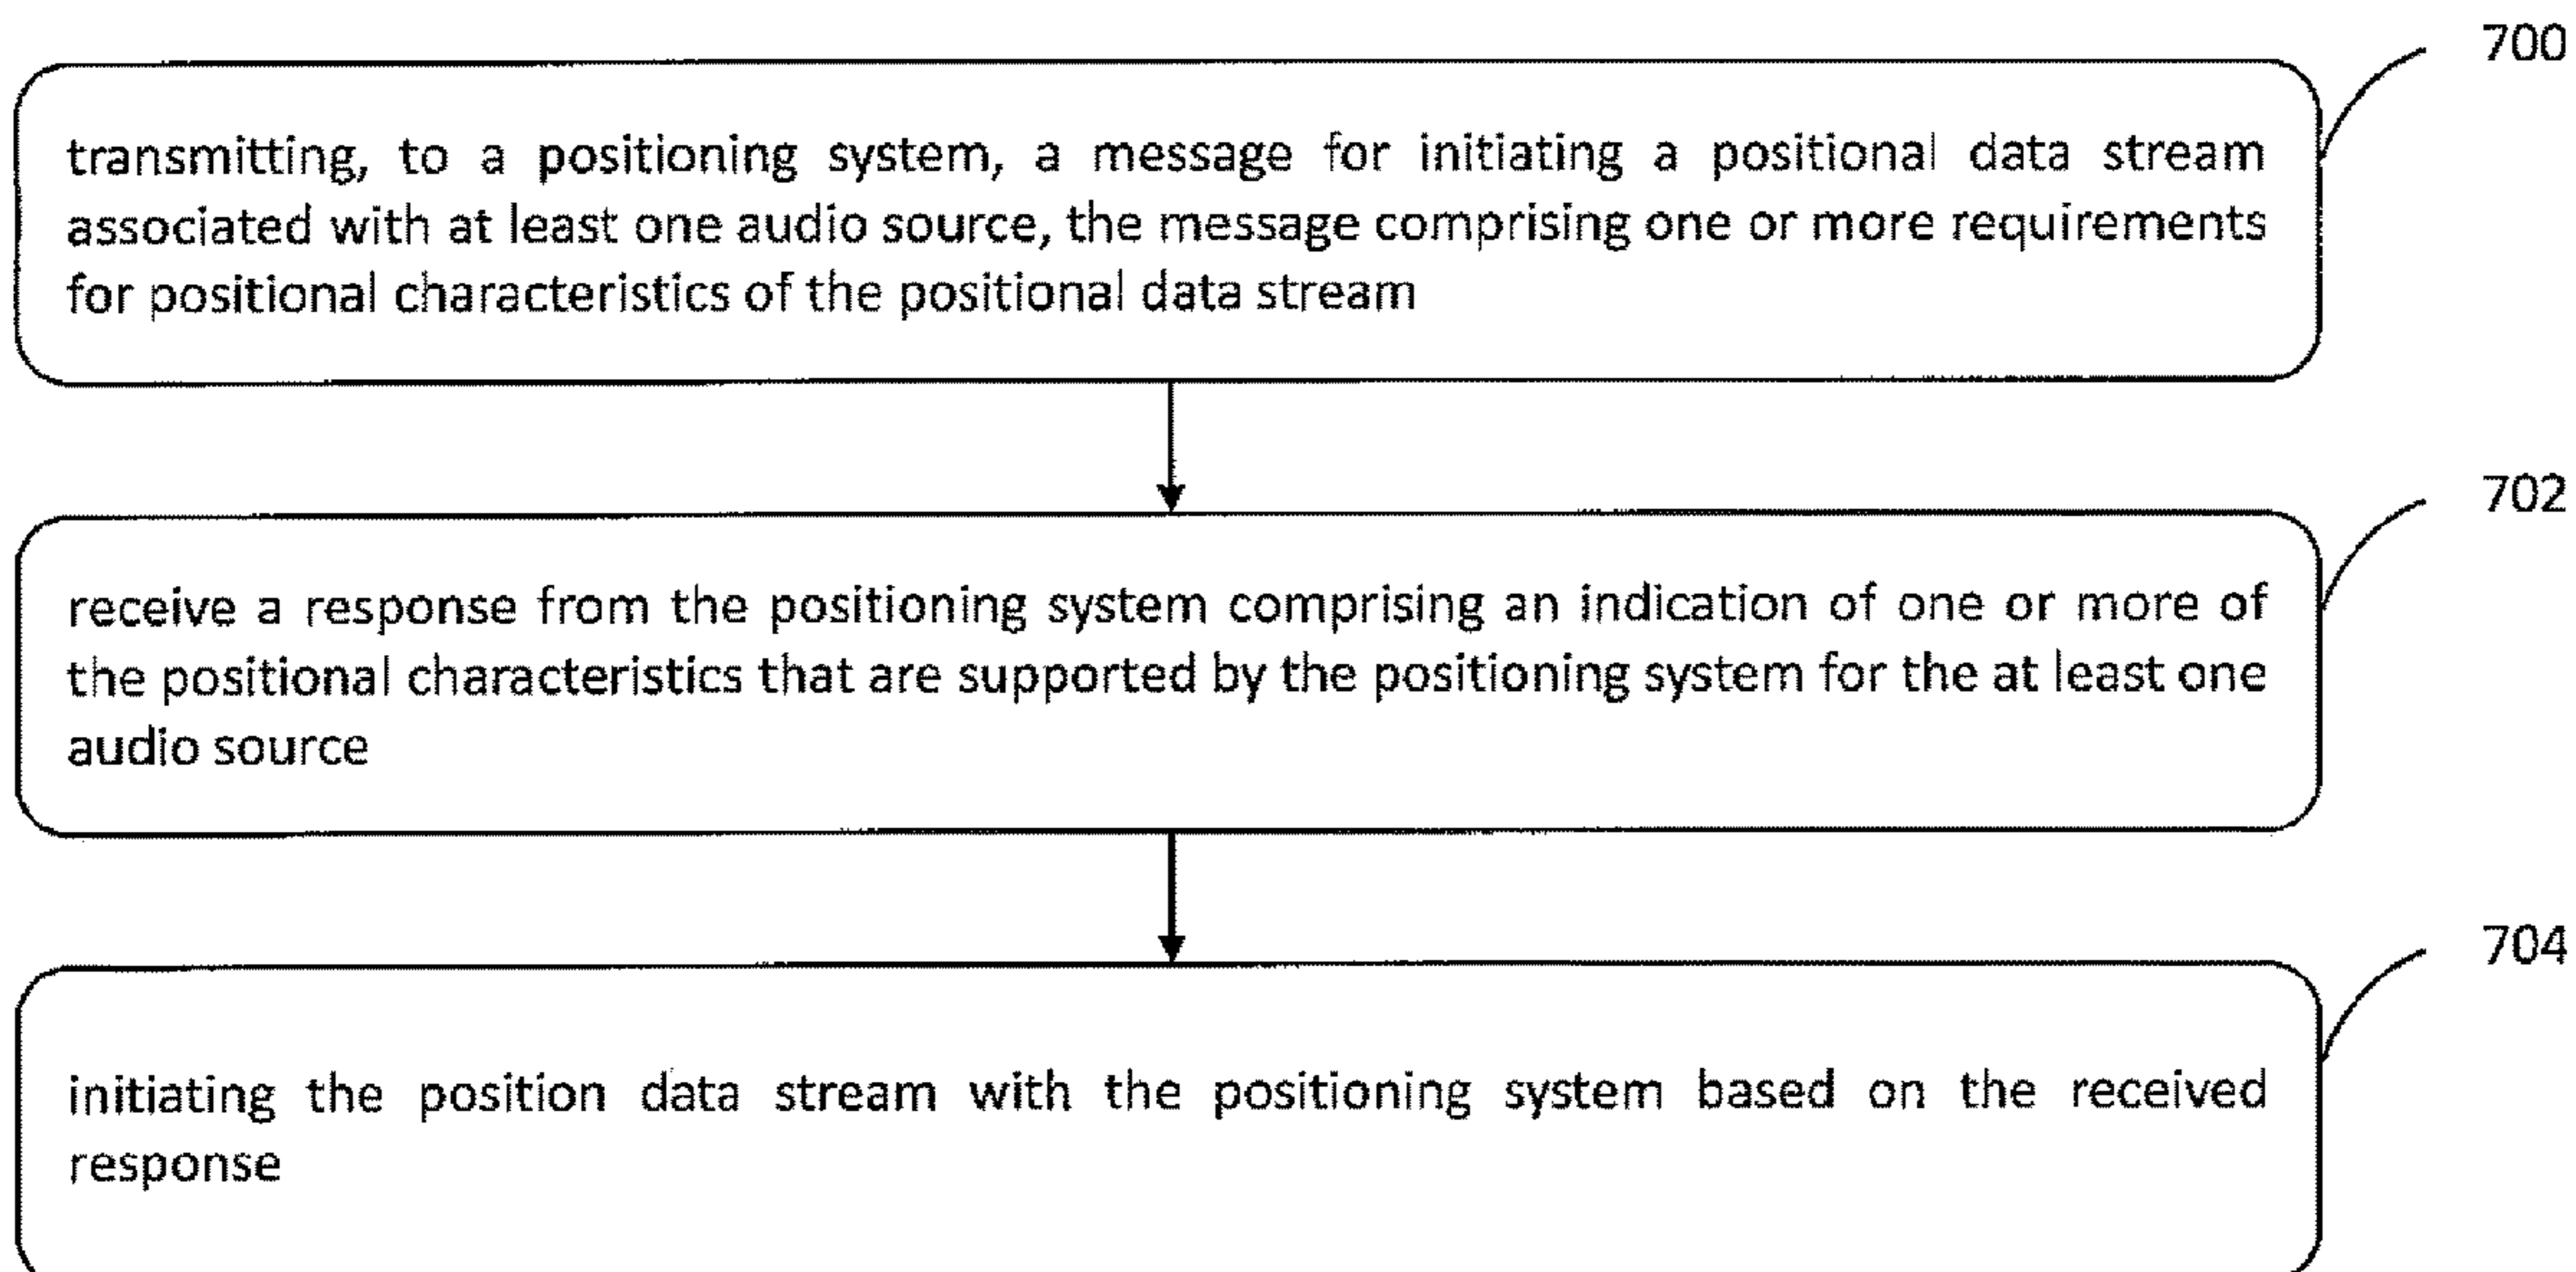 700
transmitting, to a positioning system, a message for initiating a positional data stream
associated with at least one audio source, the message comprising one or more requirements
for positional characteristics of the positional data stream
702
receive a response from the positioning system comprising an indication of one or more of
the positional characteristics that are supported by the positioning system for the at least one
audio source
704
initiating the position data stream with the positioning system based on the received
response